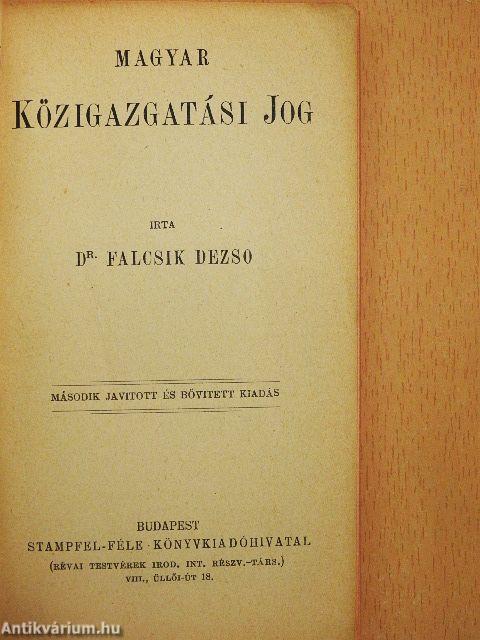 MAGYAR
KÖZIGAZGATÁSI JOG
IRTA
DR. FALCSIK DEZSO
MÁSODIK JAVITOTT ÉS BŐVITETT KIADÁS
BUDAPEST
STAMPFEL-FÉLE KÖNYVKIADÓHIVATAL
(RÉVAI TESTVÉREK IROD. INT. RÉSZV.-TÁRS.)
VIII., ÜLLŐI-ÚT 18.
Antikvárium.hu